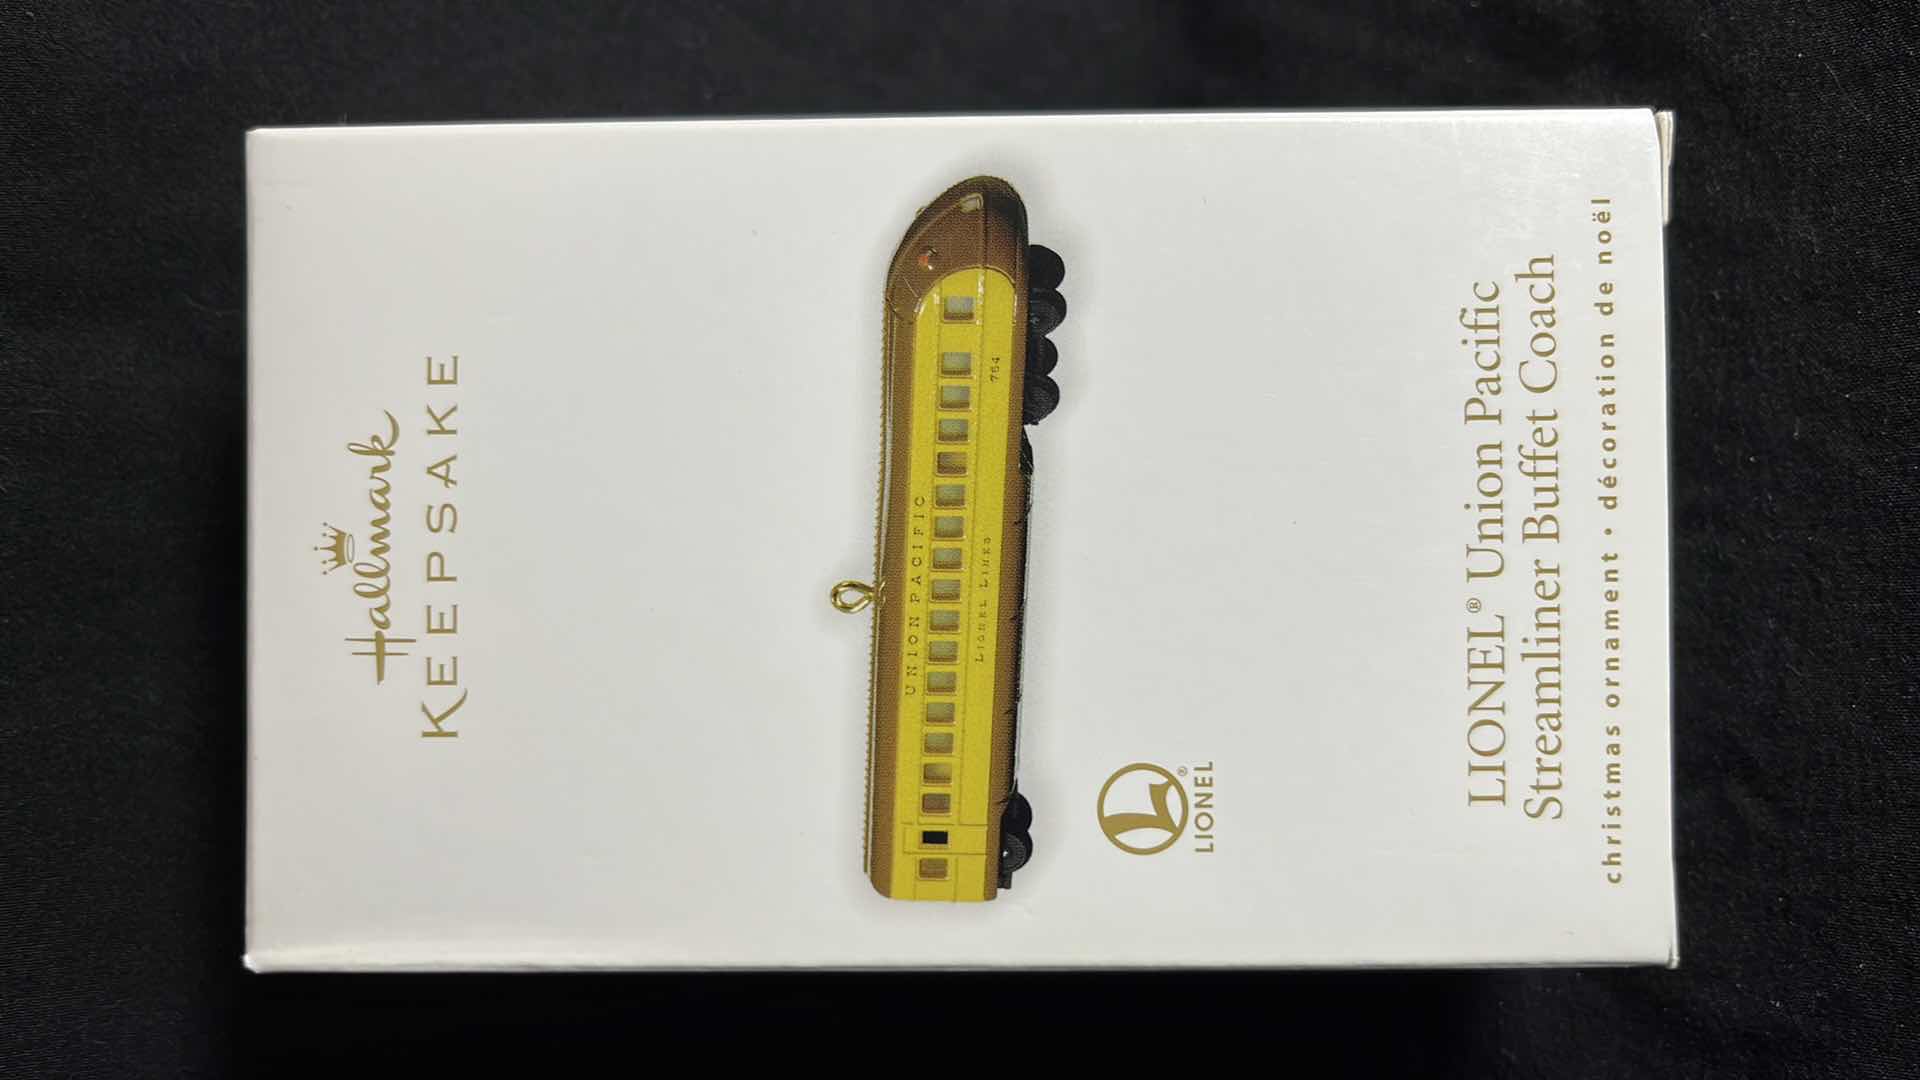 Hallmark
KEEPSAKE
UNION PACIFIC
754
LIONEL LINES
L
LIONEL®
LIONEL® Union Pacific
Streamliner Buffet Coach
christmas ornament • décoration de noël